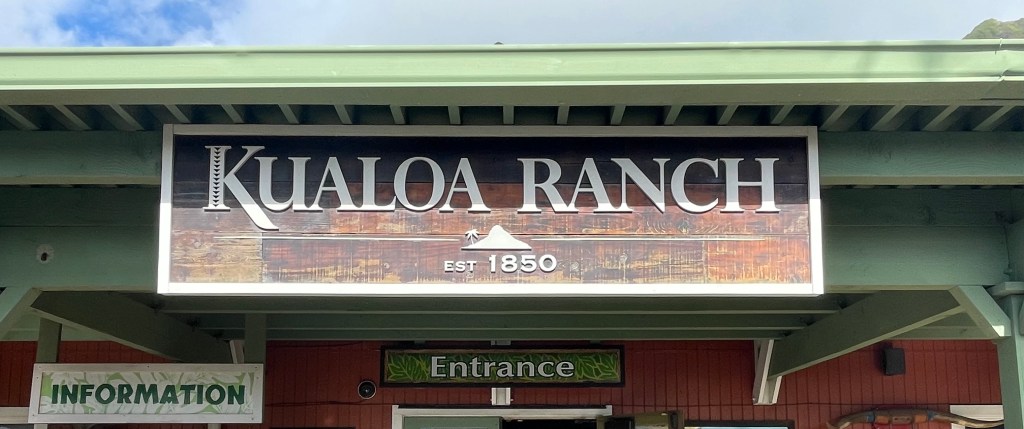 KUALOA RANCH
EST 1850
Entrance
INFORMATION